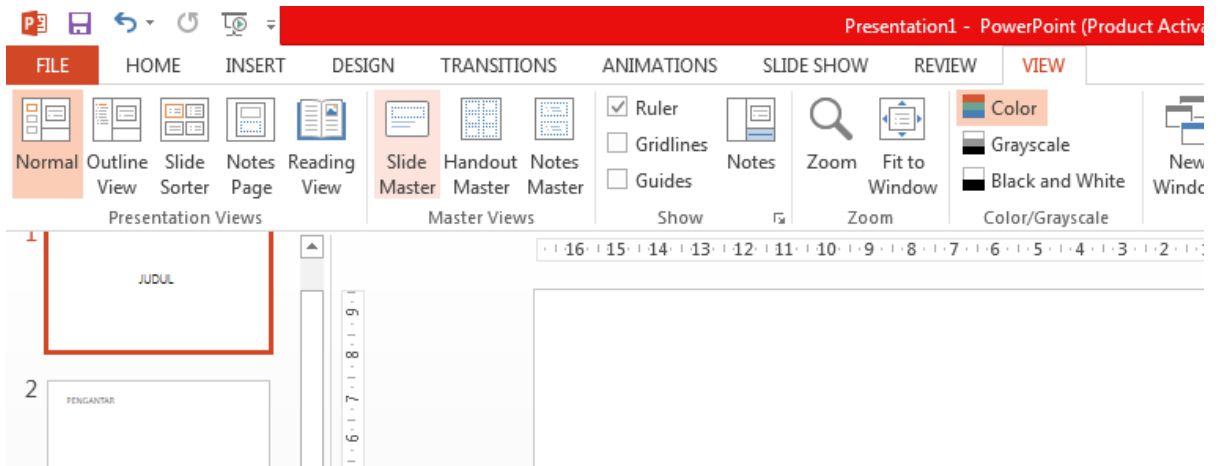 Presentation1 - PowerPoint (Product Activa
FILE HOME INSERT DESIGN TRANSITIONS ANIMATIONS SLIDE SHOW REVIEW VIEW
Normal
Outline View
Slide Sorter
Notes Page
Reading View
Presentation Views
Slide Master
Handout Master
Notes Master
Master Views
Ruler
Gridlines
Guides
Show
Notes
Zoom
Fit to Window
Zoom
Color
Grayscale
Black and White
Color/Grayscale
New Windo
16 15 14 13 12 11 10 9 8 7 6 5 4 3 2 1
1
JUDUL
2
PENGANTAR
9
8
7
6